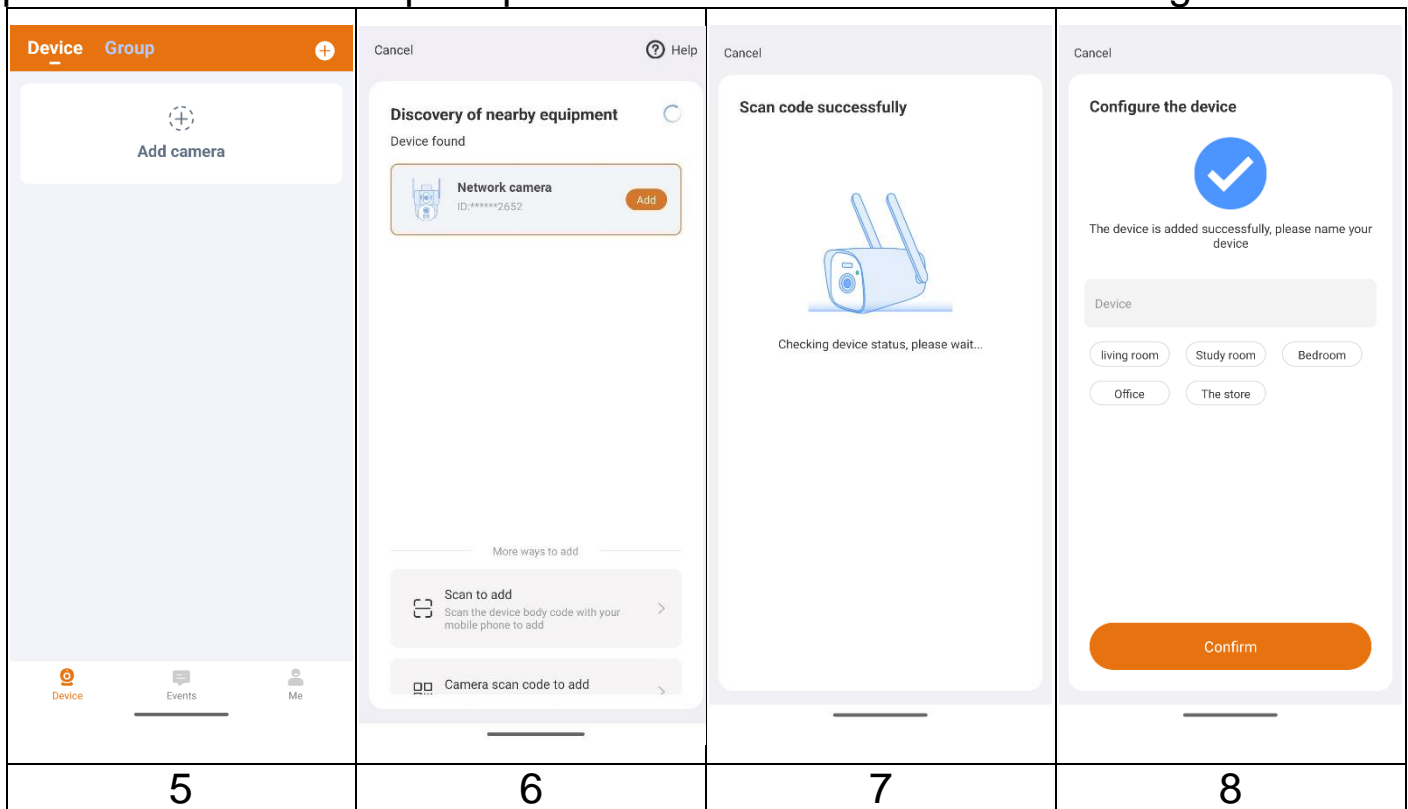 Device Group
Add camera
Device Events Me
5
Cancel Help
Discovery of nearby equipment
Device found
Network camera
ID:******2652
Add
More ways to add
Scan to add
Scan the device body code with your
mobile phone to add
Camera scan code to add
6
Cancel
Scan code successfully
Checking device status, please wait...
7
Cancel
Configure the device
The device is added successfully, please name your
device
Device
living room Study room Bedroom
Office The store
Confirm
8